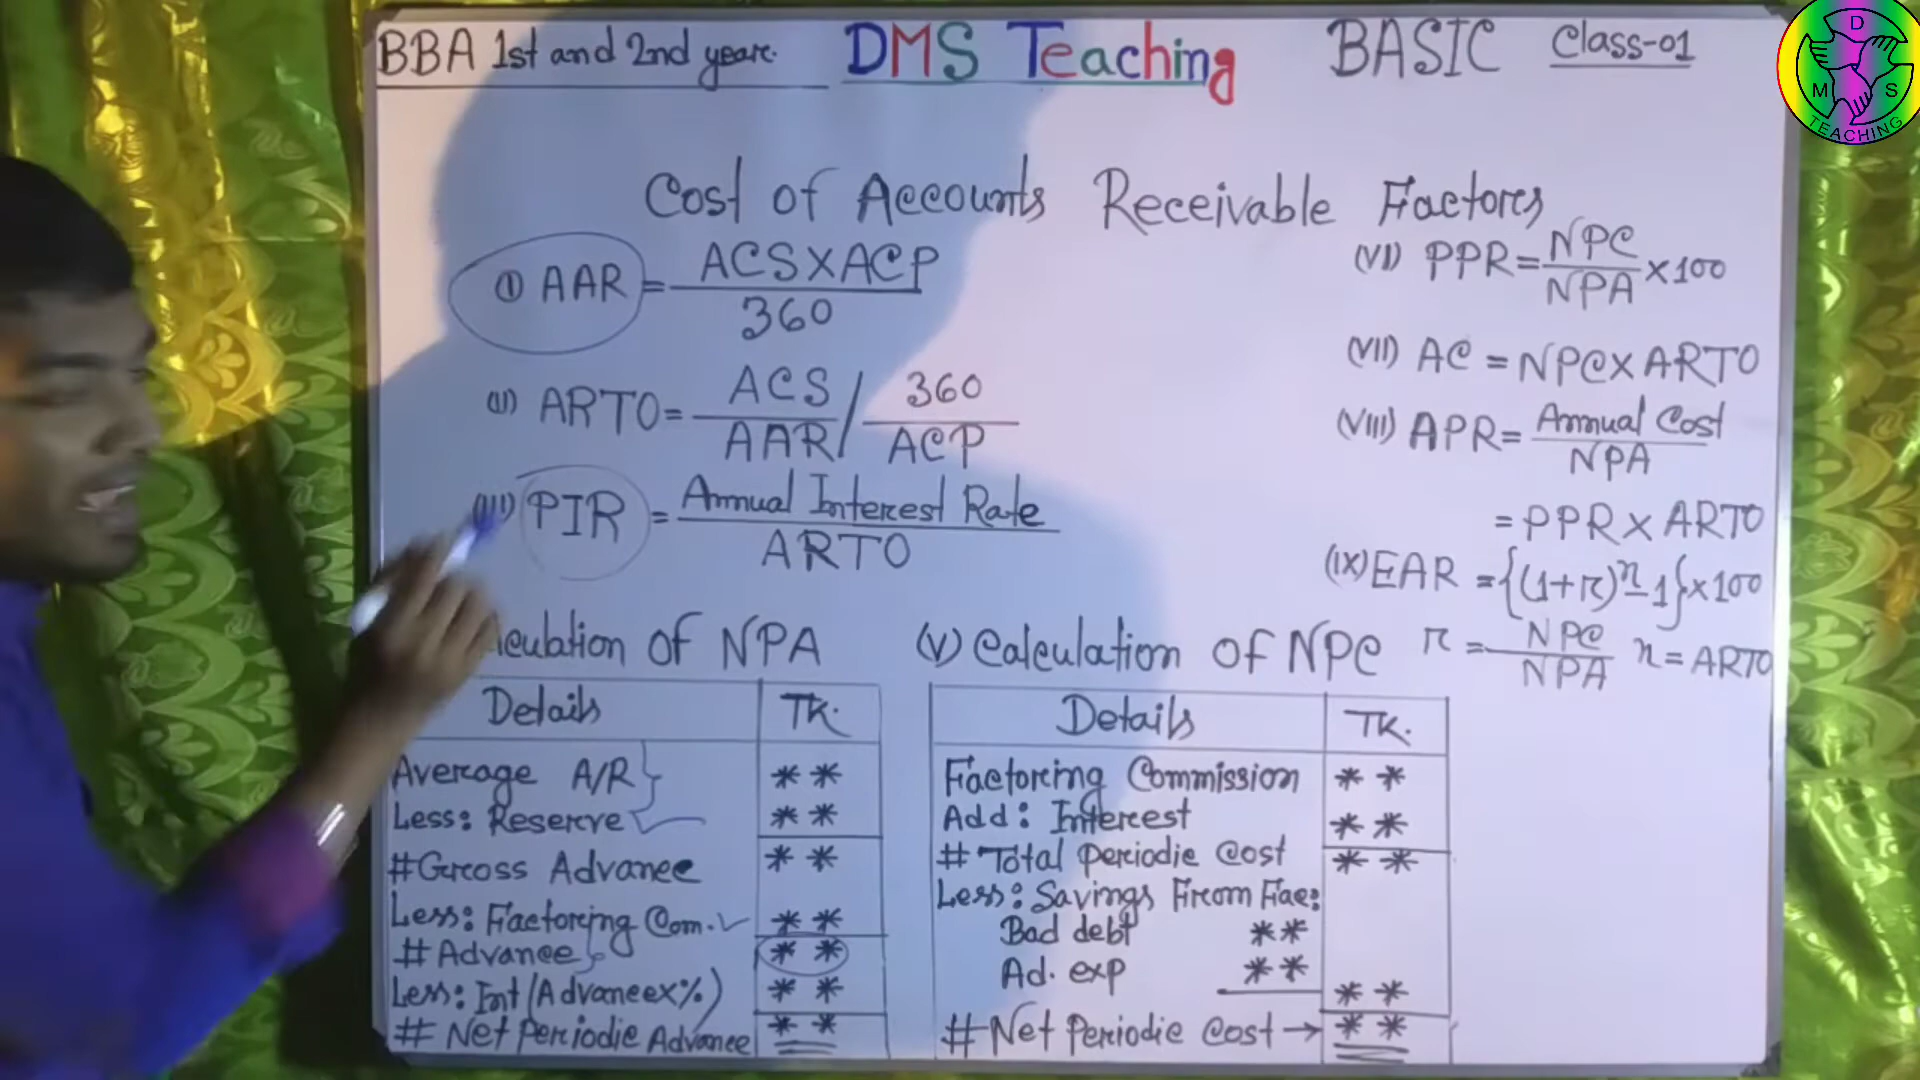 BBA 1st and 2nd year. DMS Teaching BASIC Class-01
D
M S
TEACHING
Cost of Accounts Receivable Factors
(I) AAR = ACS X ACP / 360
(II) ARTO = ACS / AAR / 360 / ACP
(III) PIR = Annual Interest Rate / ARTO
of NPA
Details TK.
Average A/R ✱✱
Less: Reserve ✱✱
# Gross Advance ✱✱
Less: Factoring Com. ✱✱
# Advance ✱✱
Less: Int (Advance x %) ✱✱
# Net Periodic Advance ✱✱
(V) Calculation of NPC
Details TK.
Factoring Commission ✱✱
Add: Interest ✱✱
# Total Periodic Cost ✱✱
Less: Savings From Fac:
Bad debt ✱✱
Ad. exp ✱✱ ✱✱
# Net Periodic Cost → ✱✱
(VI) PPR = NPC / NPA x 100
(VII) AC = NPC X ARTO
(VIII) APR = Annual Cost / NPA
= PPR X ARTO
(IX) EAR = {(1+r)ⁿ - 1} x 100
r = NPC / NPA n = ARTO